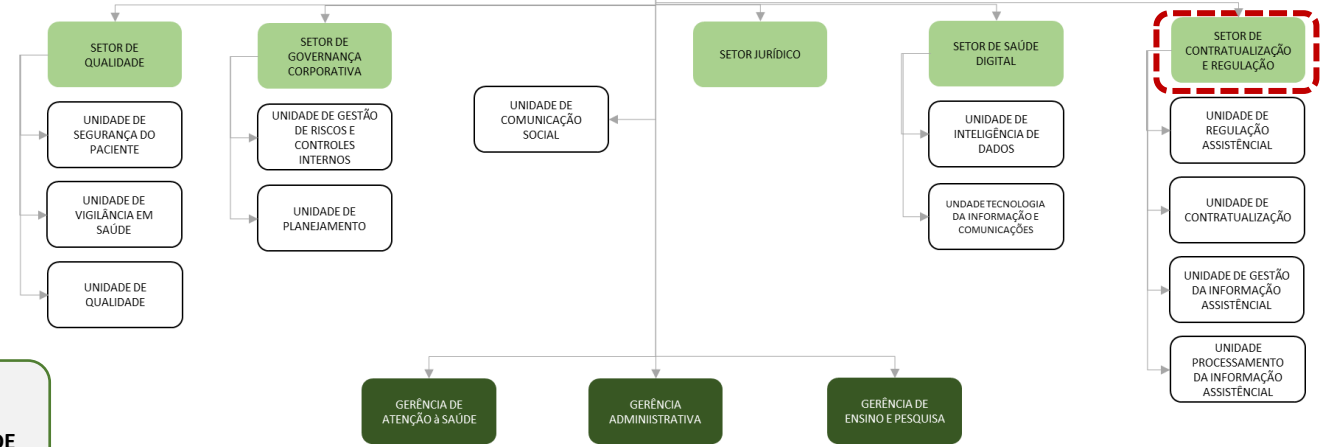 SETOR DE
QUALIDADE
UNIDADE DE
SEGURANÇA DO
PACIENTE
UNIDADE DE
VIGILÂNCIA EM
SAÚDE
UNIDADE DE
QUALIDADE
SETOR DE
GOVERNANÇA
CORPORATIVA
UNIDADE DE GESTÃO
DE RISCOS E
CONTROLES
INTERNOS
UNIDADE DE
PLANEJAMENTO
UNIDADE DE
COMUNICAÇÃO
SOCIAL
SETOR JURÍDICO
SETOR DE SAÚDE
DIGITAL
UNIDADE DE
INTELIGÊNCIA DE
DADOS
UNDADE TECNOLOGIA
DA INFORMAÇÃO E
COMUNICAÇÕES
SETOR DE
CONTRATUALIZAÇÃO
E REGULAÇÃO
UNIDADE DE
REGULAÇÃO
ASSISTÊNCIAL
UNIDADE DE
CONTRATUALIZAÇÃO
UNIDADE DE GESTÃO
DA INFORMAÇÃO
ASSISTÊNCIAL
UNIDADE
PROCESSAMENTO
DA INFORMAÇÃO
ASSISTÊNCIAL
GERÊNCIA DE
ATENÇÃO à SAÚDE
GERÊNCIA
ADMINIISTRATIVA
GERÊNCIA DE
ENSINO E PESQUISA